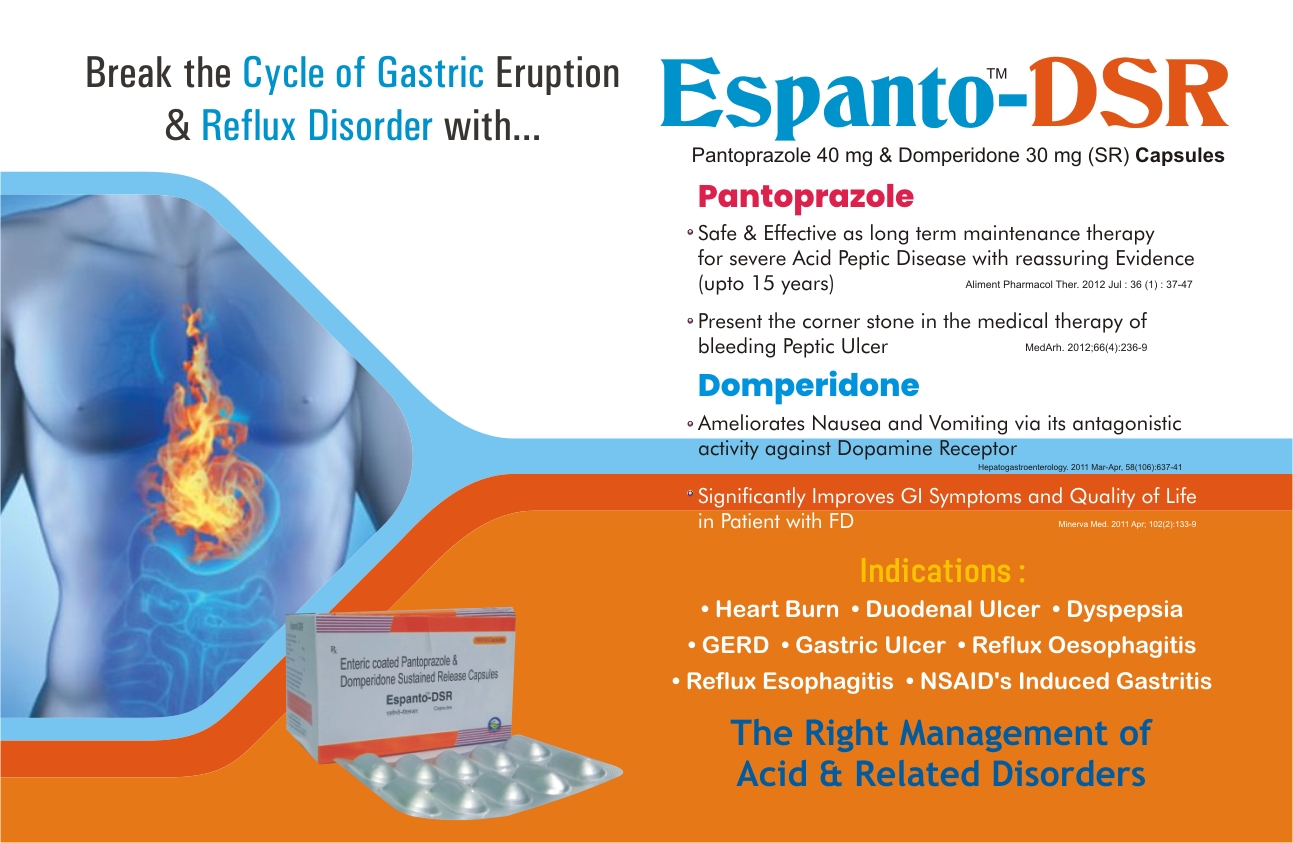 Break the Cycle of Gastric Eruption
& Reflux Disorder with...
Espanto™-DSR
Pantoprazole 40 mg & Domperidone 30 mg (SR) Capsules
Pantoprazole
• Safe & Effective as long term maintenance therapy
for severe Acid Peptic Disease with reassuring Evidence
(upto 15 years)
Aliment Pharmacol Ther. 2012 Jul : 36 (1) : 37-47
• Present the corner stone in the medical therapy of
bleeding Peptic Ulcer
MedArh. 2012;66(4):236-9
Domperidone
• Ameliorates Nausea and Vomiting via its antagonistic
activity against Dopamine Receptor
Hepatogastroenterology. 2011 Mar-Apr, 58(106):637-41
• Significantly Improves GI Symptoms and Quality of Life
in Patient with FD
Minerva Med. 2011 Apr; 102(2):133-9
Indications :
• Heart Burn • Duodenal Ulcer • Dyspepsia
• GERD • Gastric Ulcer • Reflux Oesophagitis
• Reflux Esophagitis • NSAID's Induced Gastritis
The Right Management of
Acid & Related Disorders
Rx
Enteric coated Pantoprazole &
Domperidone Sustained Release Capsules
Espanto-DSR
Capsules